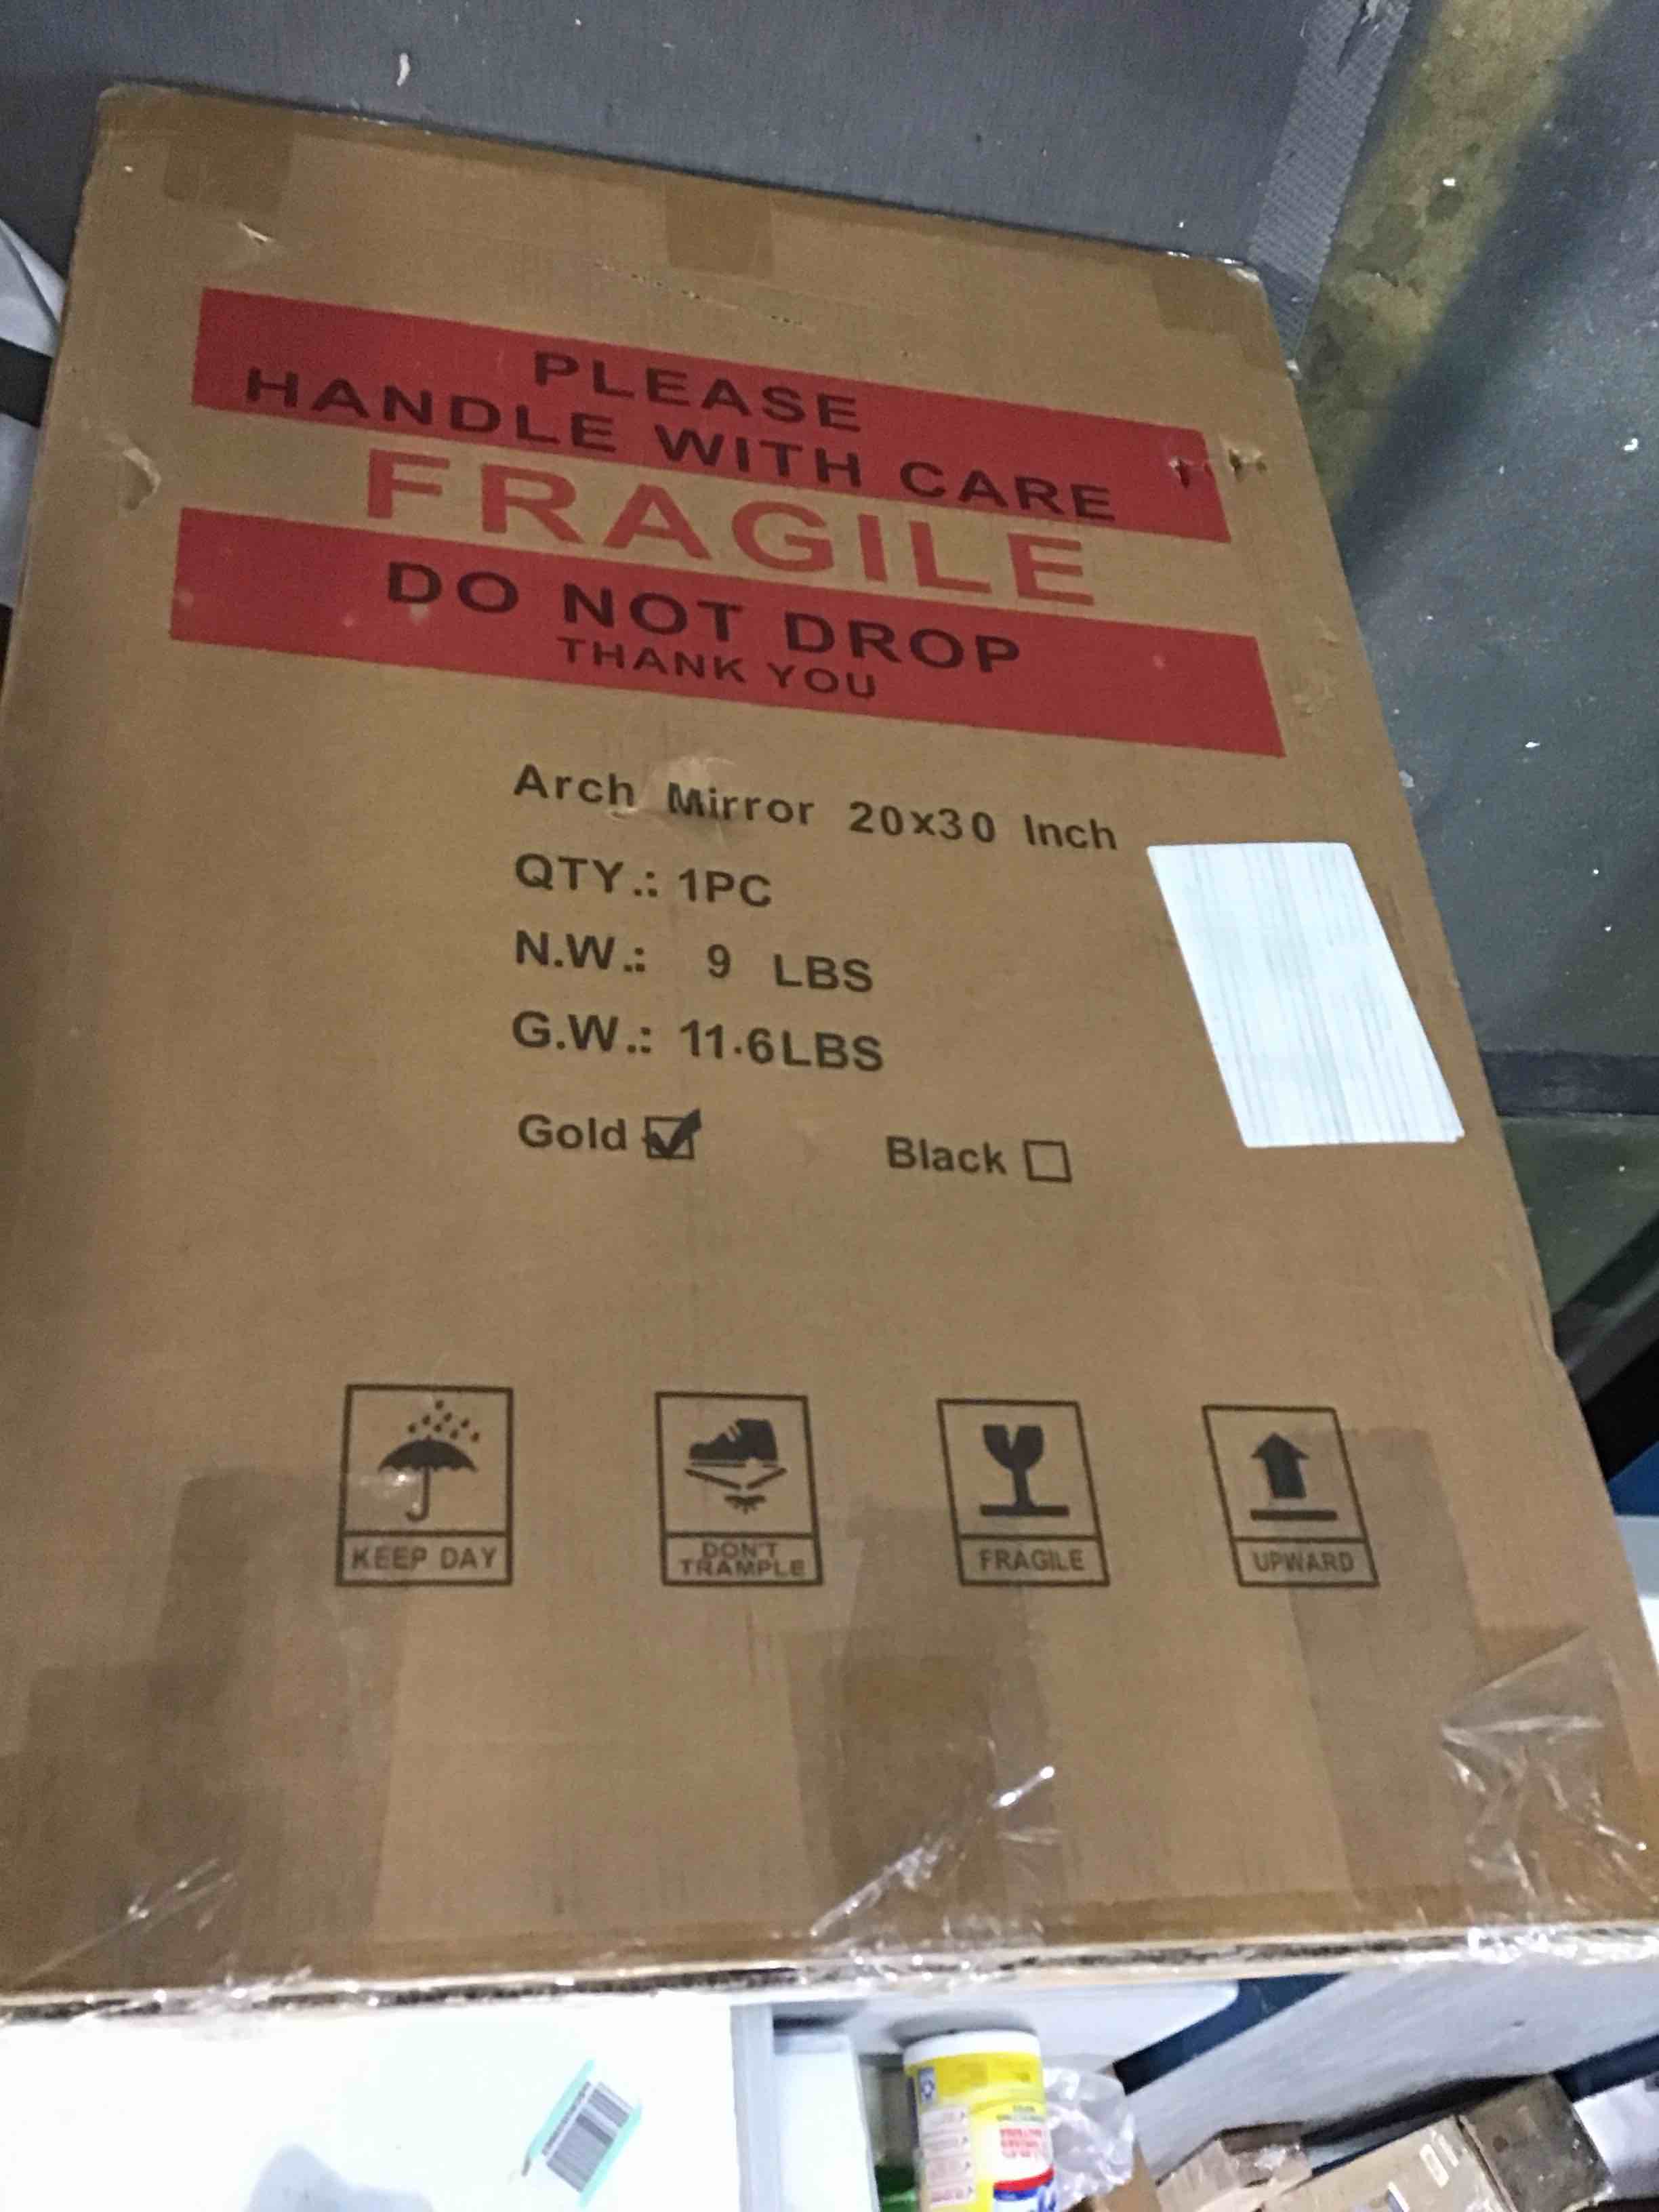 PLEASE
HANDLE WITH CARE
FRAGILE
DO NOT DROP
THANK YOU
Arch Mirror 20x30 Inch
QTY.: 1PC
N.W.: 9 LBS
G.W.: 11.6LBS
Gold Black
KEEP DAY
DON'T
TRAMPLE
FRAGILE
UPWARD